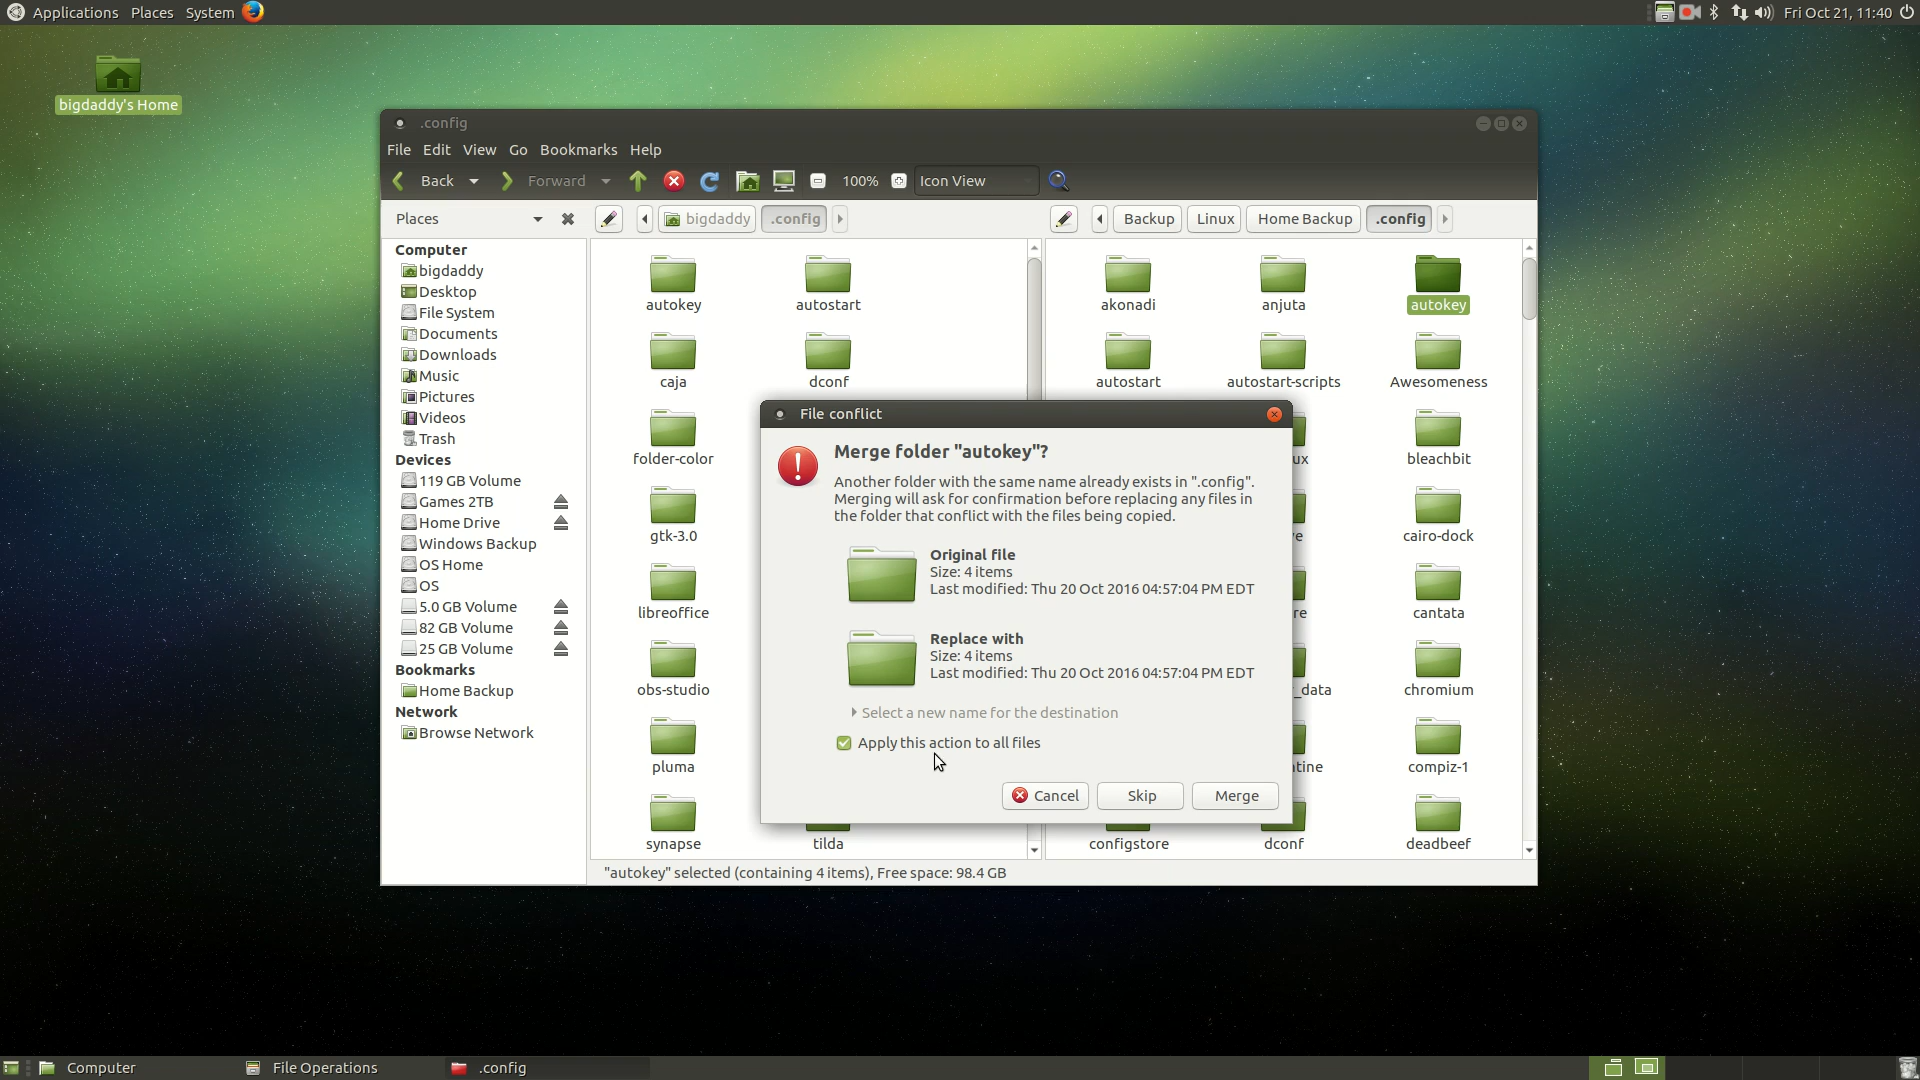 Applications Places System
Fri Oct 21, 11:40
bigdaddy's Home
.config
File Edit View Go Bookmarks Help
Back Forward 100% Icon View
Places
bigdaddy .config
Backup Linux Home Backup .config
Computer
bigdaddy
Desktop
File System
Documents
Downloads
Music
Pictures
Videos
Trash
Devices
119 GB Volume
Games 2TB
Home Drive
Windows Backup
OS Home
OS
5.0 GB Volume
82 GB Volume
25 GB Volume
Bookmarks
Home Backup
Network
Browse Network
autokey autostart
caja dconf
folder-color
gtk-3.0
libreoffice
obs-studio
pluma
synapse tilda
akonadi anjuta autokey
autostart autostart-scripts Awesomeness
ux bleachbit
e cairo-dock
re cantata
_data chromium
tine compiz-1
configstore dconf deadbeef
File conflict
Merge folder "autokey"?
Another folder with the same name already exists in ".config".
Merging will ask for confirmation before replacing any files in
the folder that conflict with the files being copied.
Original file
Size: 4 items
Last modified: Thu 20 Oct 2016 04:57:04 PM EDT
Replace with
Size: 4 items
Last modified: Thu 20 Oct 2016 04:57:04 PM EDT
Select a new name for the destination
Apply this action to all files
Cancel Skip Merge
"autokey" selected (containing 4 items), Free space: 98.4 GB
Computer File Operations .config